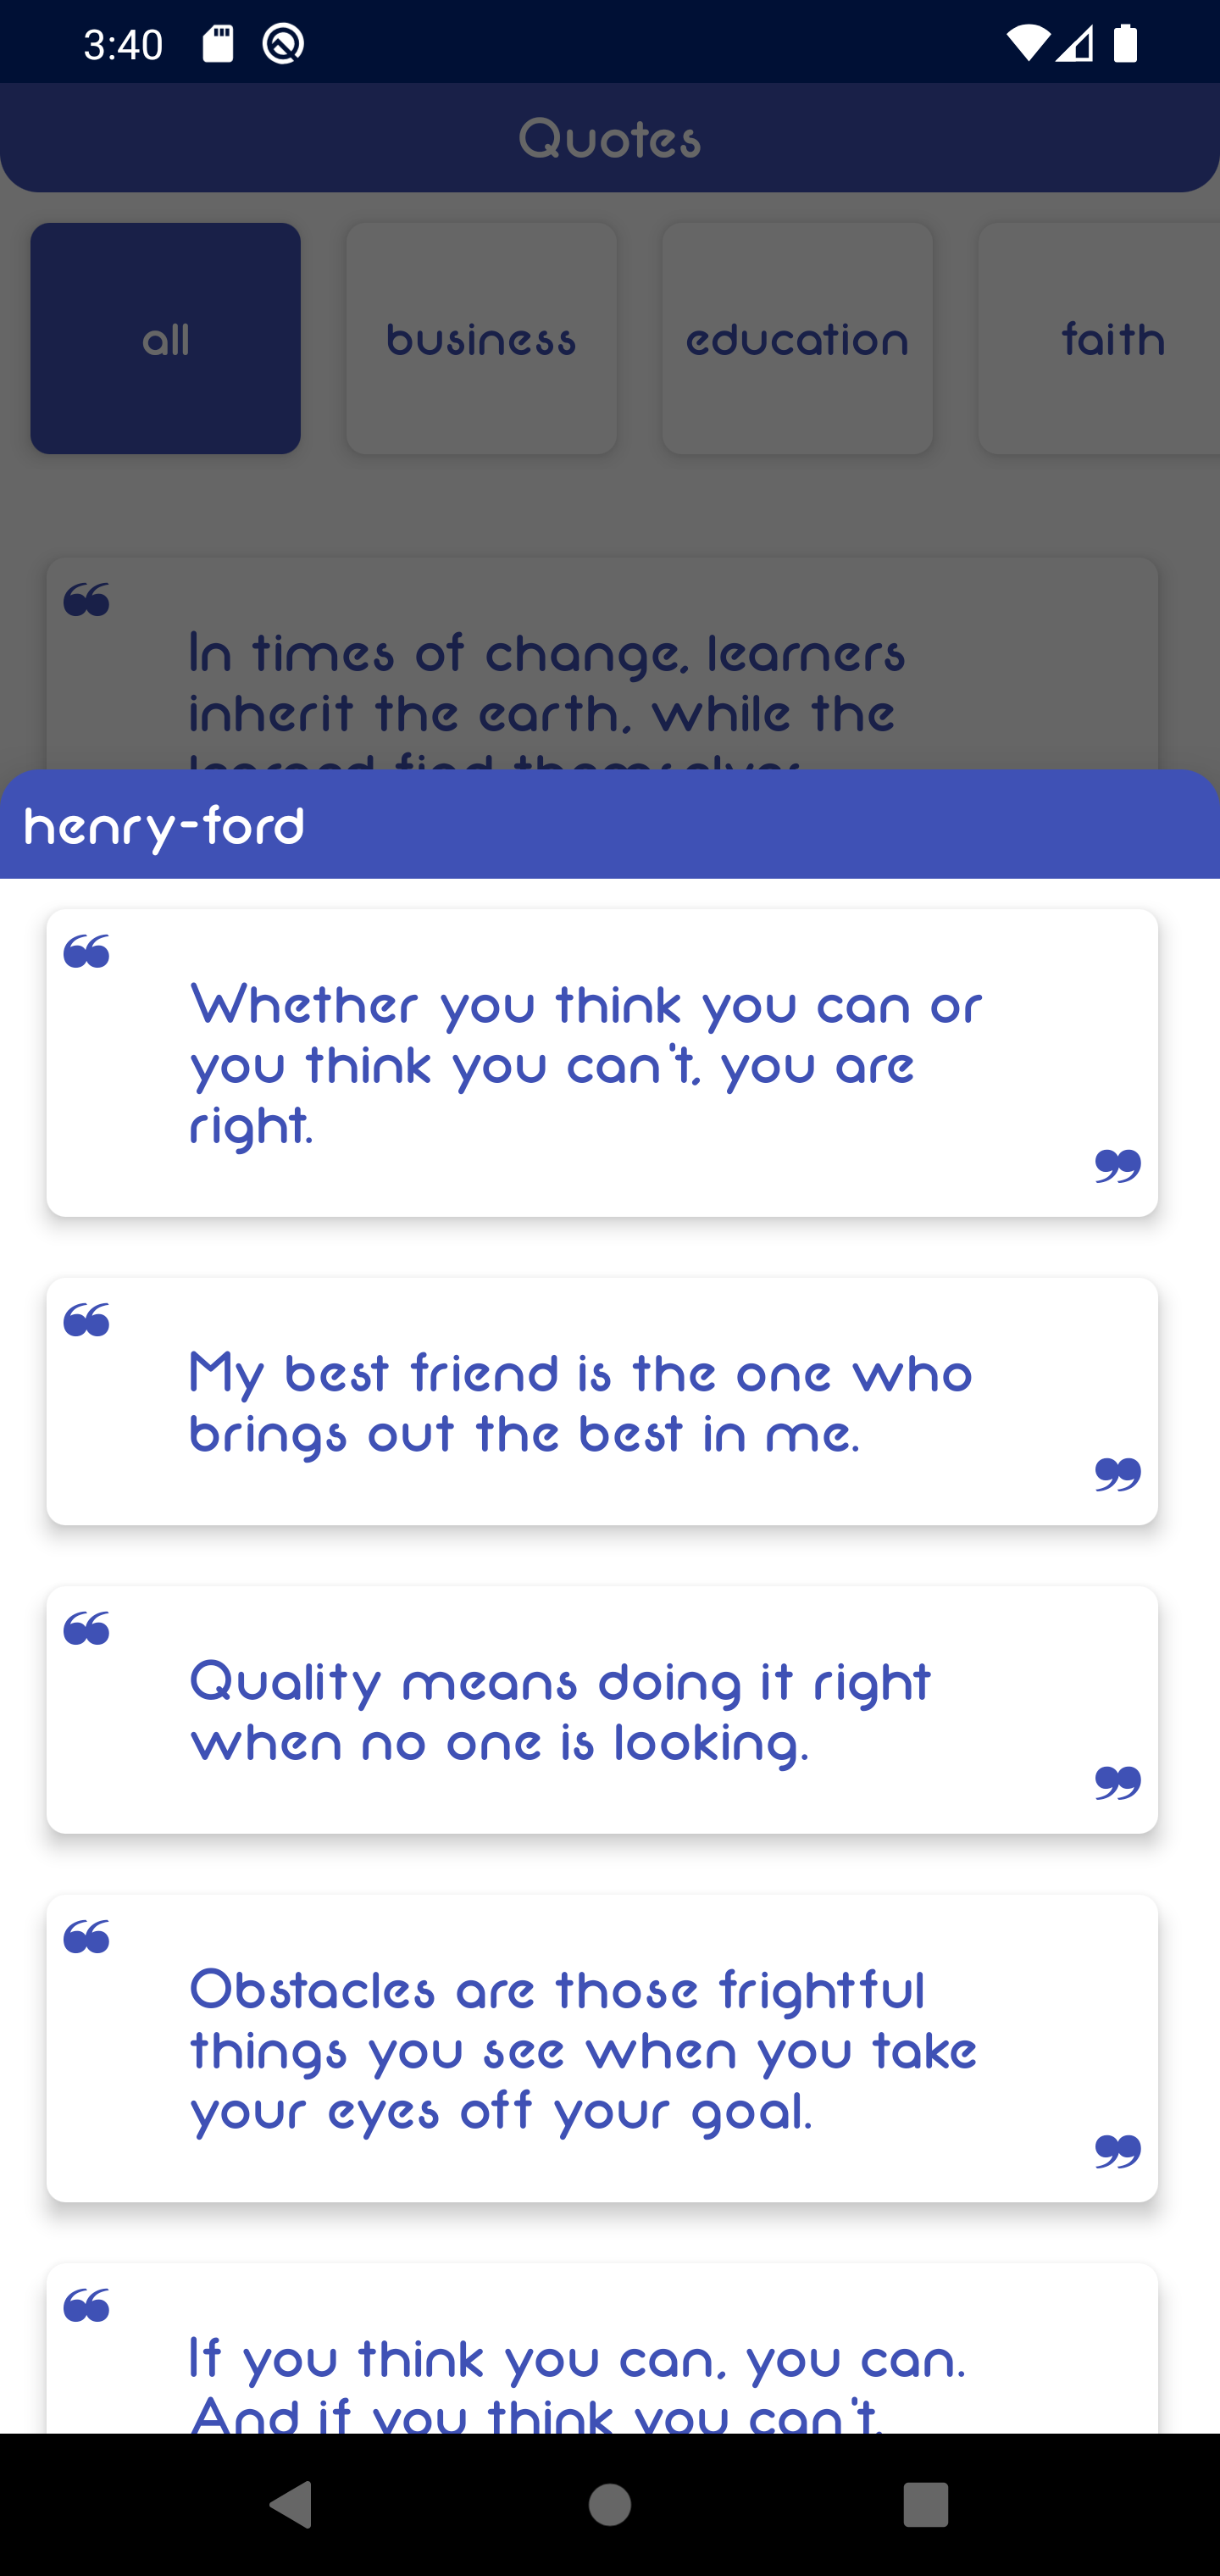 3:40
Quotes
all
business
education
faith
❝
In times of change, learners
inherit the earth, while the
learned find themselves
henry-ford
❝
Whether you think you can or
you think you can't, you are
right.
❞
❝
My best friend is the one who
brings out the best in me.
❞
❝
Quality means doing it right
when no one is looking.
❞
❝
Obstacles are those frightful
things you see when you take
your eyes off your goal.
❞
❝
If you think you can, you can.
And if you think you can't,